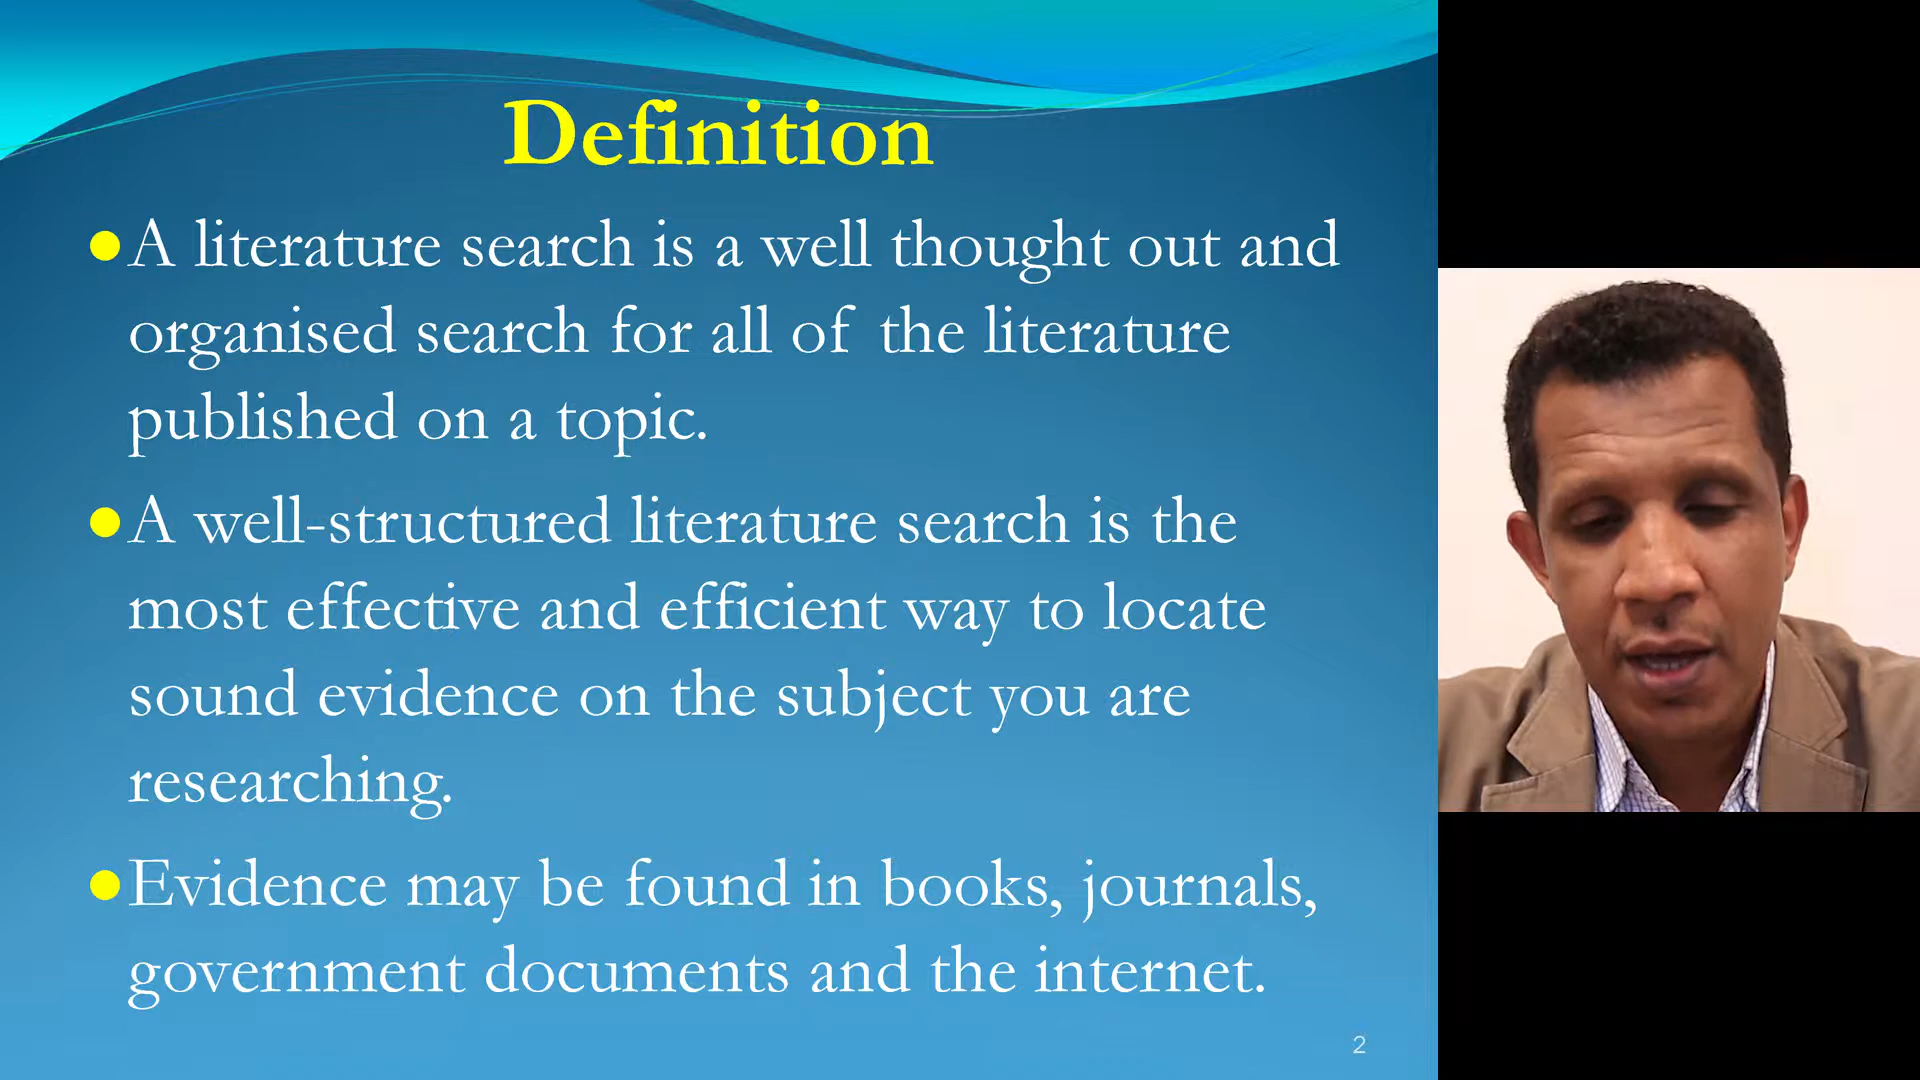 Definition
●A literature search is a well thought out and
organised search for all of the literature
published on a topic.
●A well-structured literature search is the
most effective and efficient way to locate
sound evidence on the subject you are
researching.
●Evidence may be found in books, journals,
government documents and the internet.
2